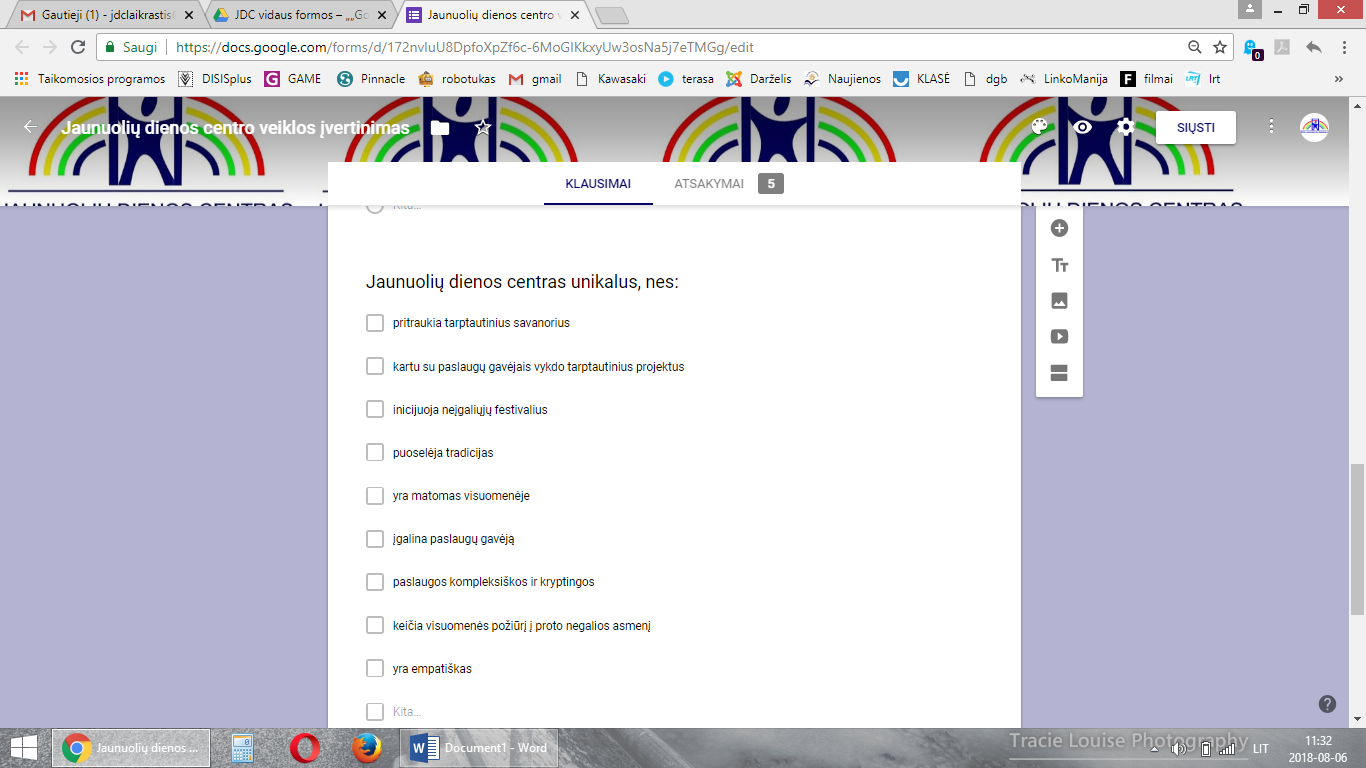 Gautieji (1) - jdclaikrastis
JDC vidaus formos – „„Go
Jaunuolių dienos centro v
Saugi
https://docs.google.com/forms/d/172nvIuU8DpfoXpZf6c-6MoGIKkxyUw3osNa5j7eTMGg/edit
0
Taikomosios programos DISISplus GAME Pinnacle robotukas gmail Kawasaki terasa Darželis Naujienos KLASĖ dgb LinkoManija filmai lrt »
Jaunuolių dienos centro veiklos įvertinimas
SIŲSTI
KLAUSIMAI ATSAKYMAI 5
JAUNUOLIŲ DIENOS CENTRAS
Kita...
Jaunuolių dienos centras unikalus, nes:
pritraukia tarptautinius savanorius
kartu su paslaugų gavėjais vykdo tarptautinius projektus
inicijuoja neįgaliųjų festivalius
puoselėja tradicijas
yra matomas visuomenėje
įgalina paslaugų gavėją
paslaugos kompleksiškos ir kryptingos
keičia visuomenės požiūrį į proto negalios asmenį
yra empatiškas
Kita...
Jaunuolių dienos ...
Document1 - Word
Tracie Louise Photography
LIT
11:32
2018-08-06